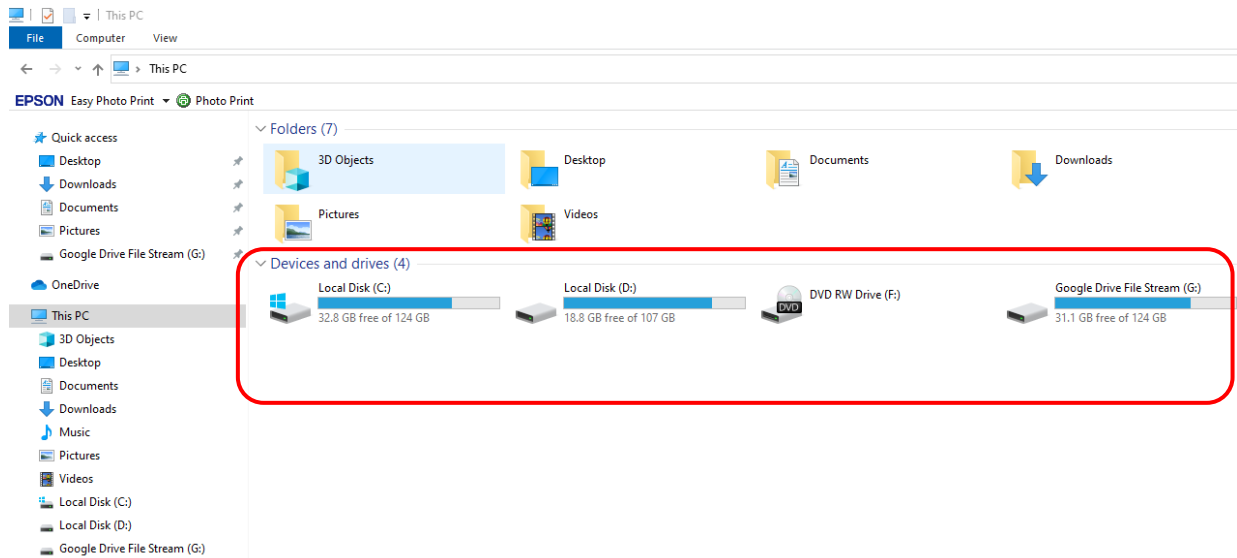 This PC
File Computer View
This PC
EPSON Easy Photo Print Photo Print
Quick access
Desktop
Downloads
Documents
Pictures
Google Drive File Stream (G:)
OneDrive
This PC
3D Objects
Desktop
Documents
Downloads
Music
Pictures
Videos
Local Disk (C:)
Local Disk (D:)
Google Drive File Stream (G:)
Folders (7)
3D Objects Desktop Documents Downloads
Pictures Videos
Devices and drives (4)
Local Disk (C:) Local Disk (D:) DVD RW Drive (F:) Google Drive File Stream (G:)
DVD
32.8 GB free of 124 GB 18.8 GB free of 107 GB 31.1 GB free of 124 GB